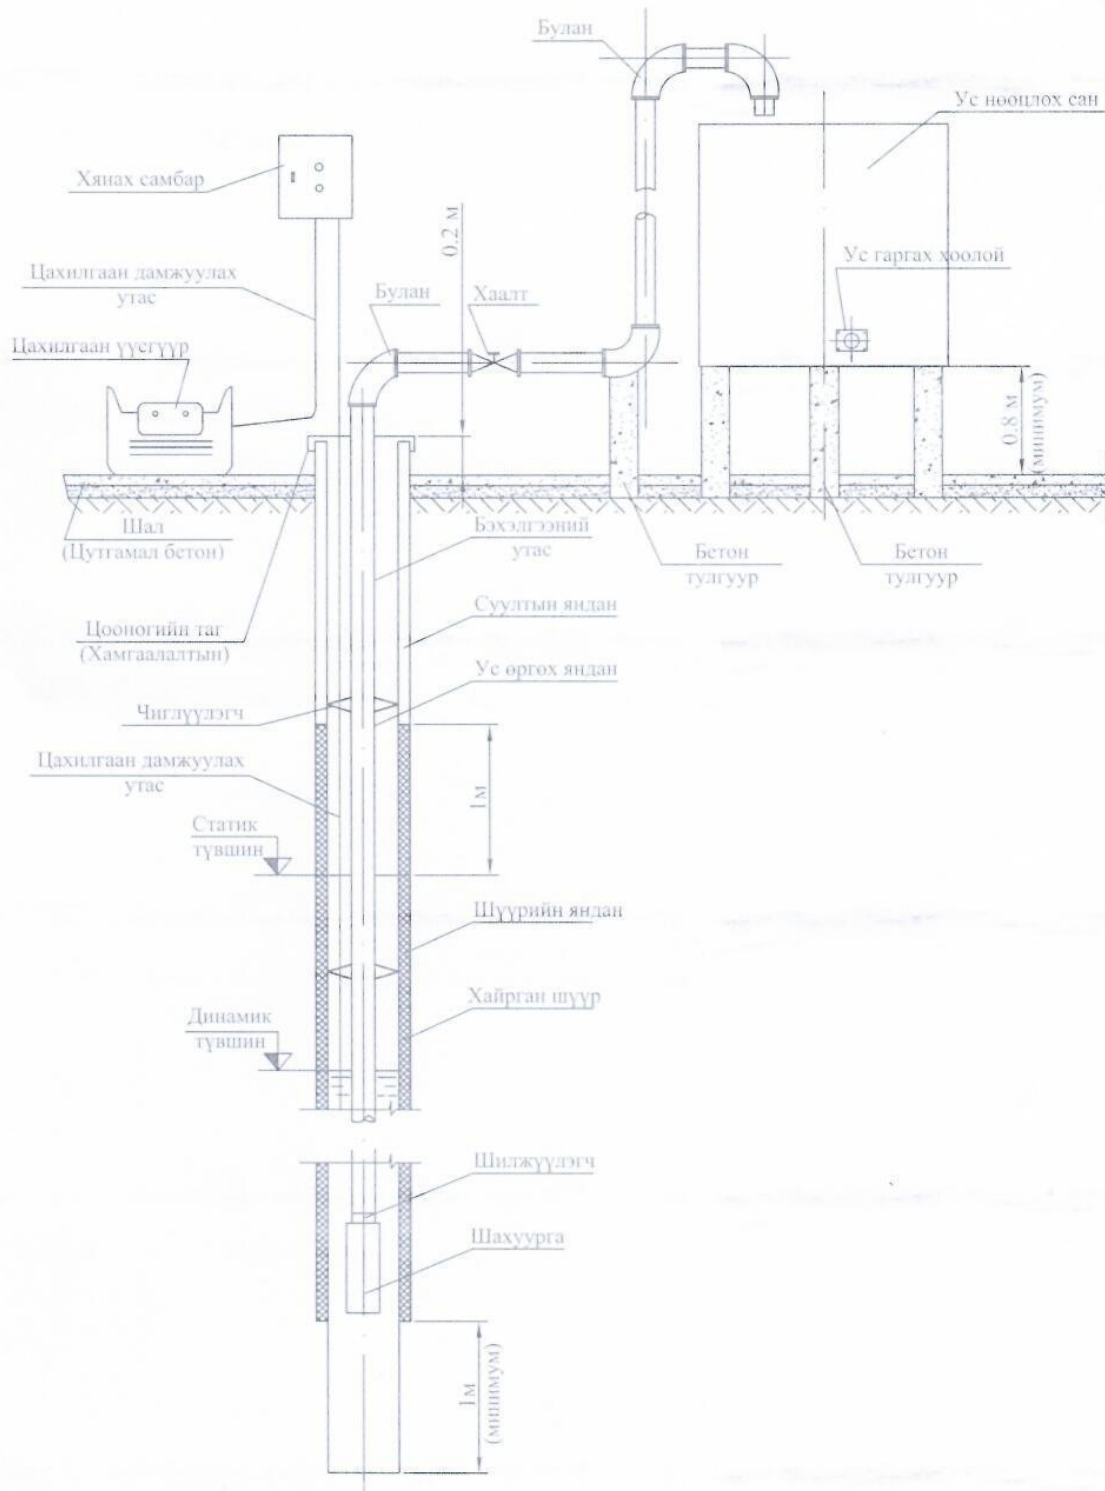 Булан
Ус нөөцлөх сан
Хянах самбар
0.2 м
Цахилгаан дамжуулах
утас
Булан
Хаалт
Ус гаргах хоолой
Цахилгаан үүсгүүр
0.8 м
(минимум)
Шал
(Цутгамал бетон)
Бэхэлгээний
утас
Бетон
тулгуур
Бетон
тулгуур
Суултын яндан
Цооногийн таг
(Хамгаалалтын)
Ус өргөх яндан
Чиглүүлэгч
Цахилгаан дамжуулах
утас
1м
Статик
түвшин
Шүүрийн яндан
Хайрган шүүр
Динамик
түвшин
Шилжүүлэгч
Шахуурга
1м
(минимум)